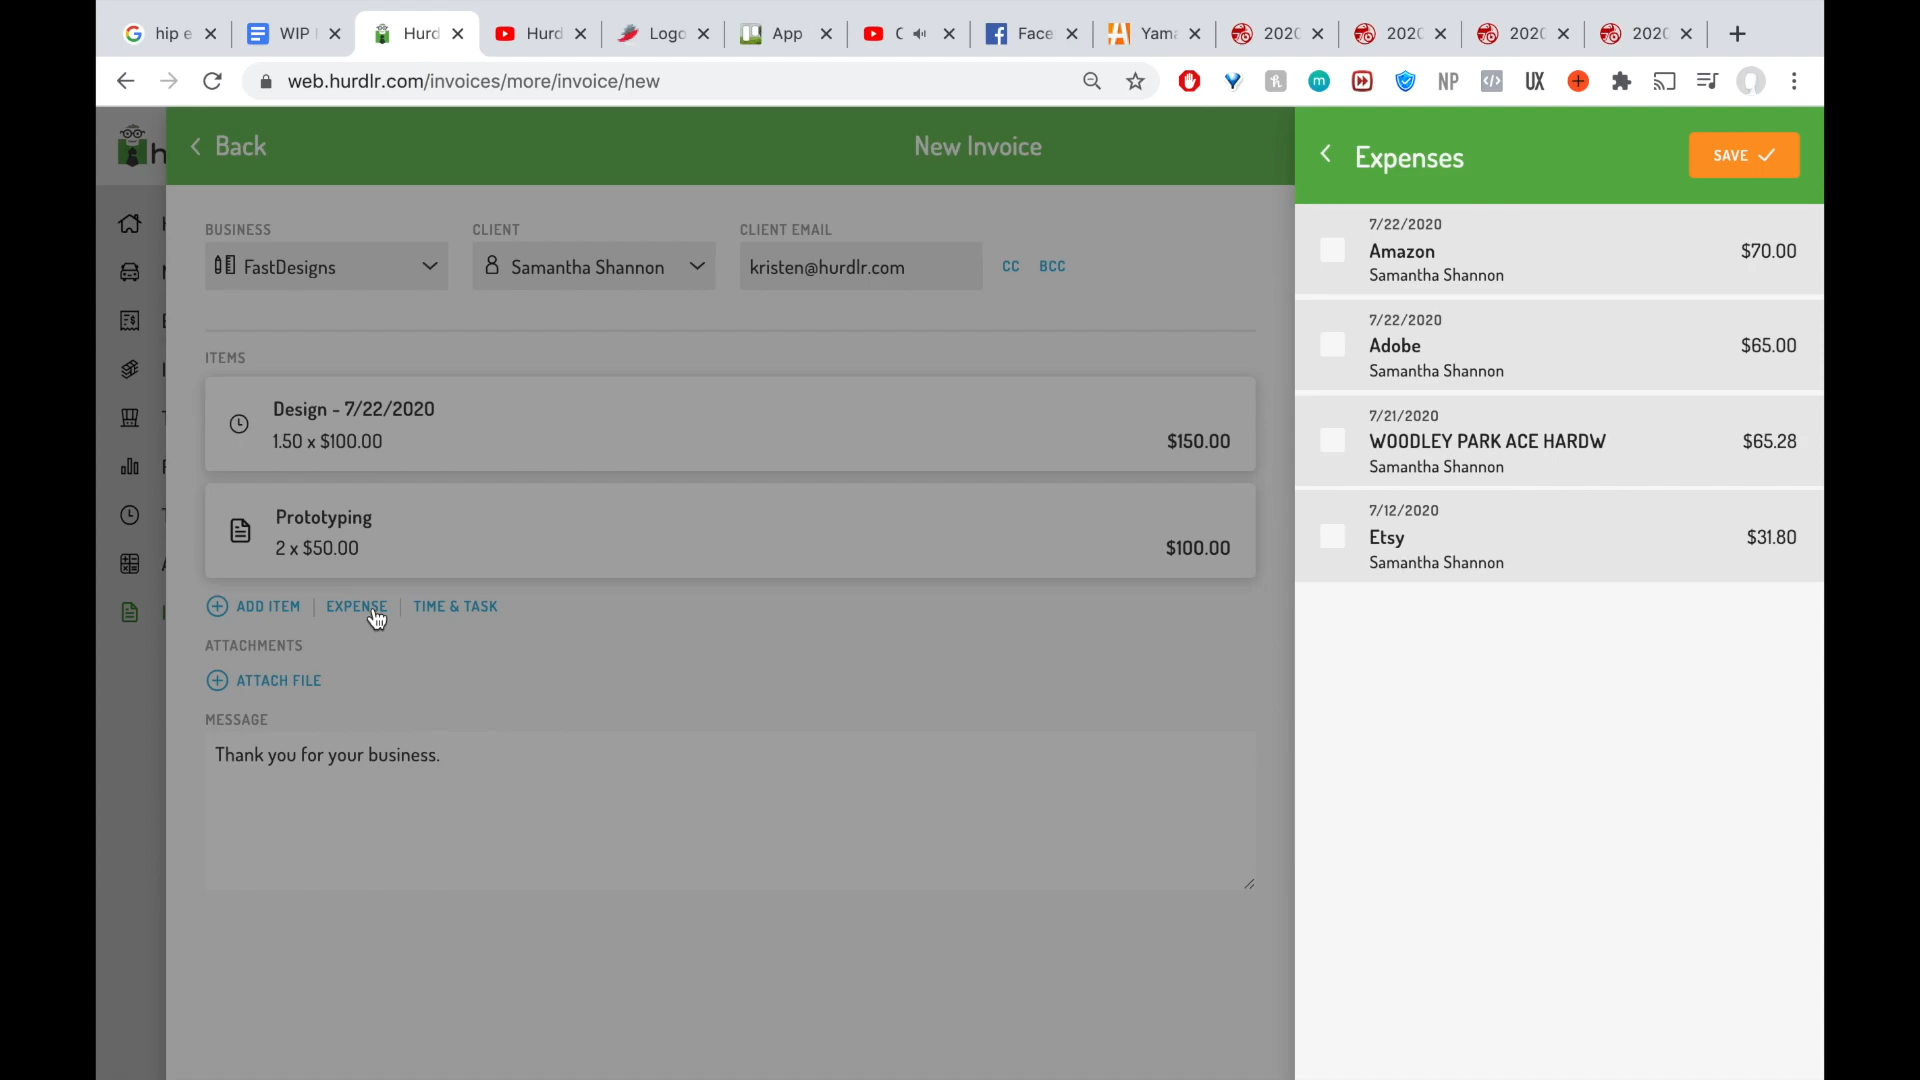 hip e
WIP
Hurd
Hurd
Logo
App
C
Face
Yama
2020
2020
2020
2020
web.hurdlr.com/invoices/more/invoice/new
NP
UX
h
Back
New Invoice
Expenses
SAVE
BUSINESS
CLIENT
CLIENT EMAIL
FastDesigns
Samantha Shannon
kristen@hurdlr.com
CC
BCC
ITEMS
Design - 7/22/2020
1.50 x $100.00
$150.00
Prototyping
2 x $50.00
$100.00
ADD ITEM
EXPENSE
TIME & TASK
ATTACHMENTS
ATTACH FILE
MESSAGE
Thank you for your business.
7/22/2020
Amazon
$70.00
Samantha Shannon
7/22/2020
Adobe
$65.00
Samantha Shannon
7/21/2020
WOODLEY PARK ACE HARDW
$65.28
Samantha Shannon
7/12/2020
Etsy
$31.80
Samantha Shannon